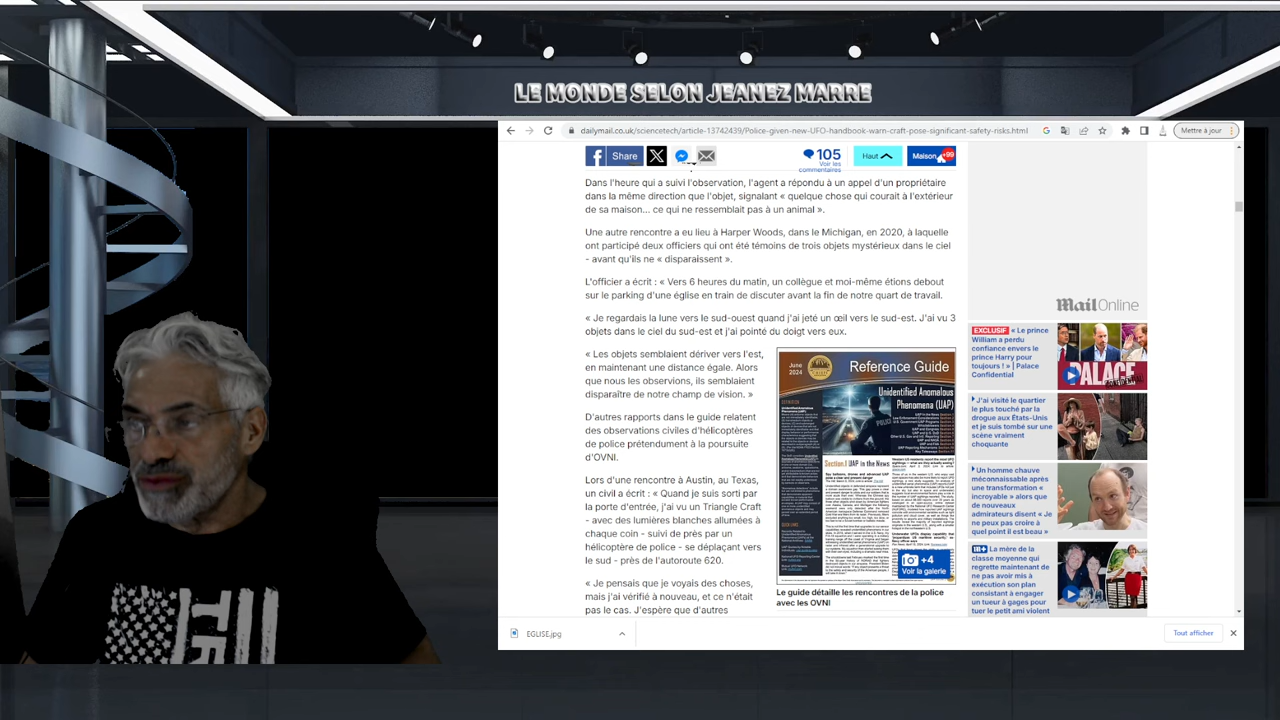 LE MONDE SELON JEANEZ MARRE
dailymail.co.uk/sciencetech/article-13742439/Police-given-new-UFO-handbook-warn-craft-pose-significant-safety-risks.html
Mettre à jour
Share
105
Voir les
commentaires
Haut
Maison
+99
Dans l'heure qui a suivi l'observation, l'agent a répondu à un appel d'un propriétaire
dans la même direction que l'objet, signalant « quelque chose qui courait à l'extérieur
de sa maison... ce qui ne ressemblait pas à un animal ».
Une autre rencontre a eu lieu à Harper Woods, dans le Michigan, en 2020, à laquelle
ont participé deux officiers qui ont été témoins de trois objets mystérieux dans le ciel
- avant qu'ils ne « disparaissent ».
L'officier a écrit : « Vers 6 heures du matin, un collègue et moi-même étions debout
sur le parking d'une église en train de discuter avant la fin de notre quart de travail.
« Je regardais la lune vers le sud-ouest quand j'ai jeté un œil vers le sud-est. J'ai vu 3
objets dans le ciel du sud-est et j'ai pointé du doigt vers eux.
« Les objets semblaient dériver vers l'est,
en maintenant une distance égale. Alors
que nous les observions, ils semblaient
disparaître de notre champ de vision. »
D'autres rapports dans le guide relatent
des observations civiles d'hélicoptères
de police prétendument à la poursuite
d'OVNI.
Lors d'une rencontre à Austin, au Texas,
un civil a écrit : « Quand je suis sorti par
la porte d'entrée, j'ai vu un Triangle Craft
- avec des lumières blanches allumées à
chaque coin - suivi de près par un
hélicoptère de police - se déplaçant vers
le sud - près de l'autoroute 620.
« Je pensais que je voyais des choses,
mais j'ai vérifié à nouveau, et ce n'était
pas le cas. J'espère que d'autres
June
2024
Reference Guide
Unidentified Anomalous
Phenomena (UAP)
POLICE
Section I UAP in the News
+4
Voir la galerie
Le guide détaille les rencontres de la police
avec les OVNI
MailOnline
EXCLUSIF « Le prince
William a perdu
confiance envers le
prince Harry pour
toujours ! » | Palace
Confidential
PALACE
J'ai visité le quartier
le plus touché par la
drogue aux États-Unis
et je suis tombé sur une
scène vraiment
choquante
Un homme chauve
méconnaissable après
une transformation «
incroyable » alors que
de nouveaux
admirateurs disent « Je
ne peux pas croire à
quel point il est beau »
La mère de la
classe moyenne qui
regrette maintenant de
ne pas avoir mis à
exécution son plan
consistant à engager
un tueur à gages pour
tuer le petit ami violent
EGLISE.jpg
Tout afficher